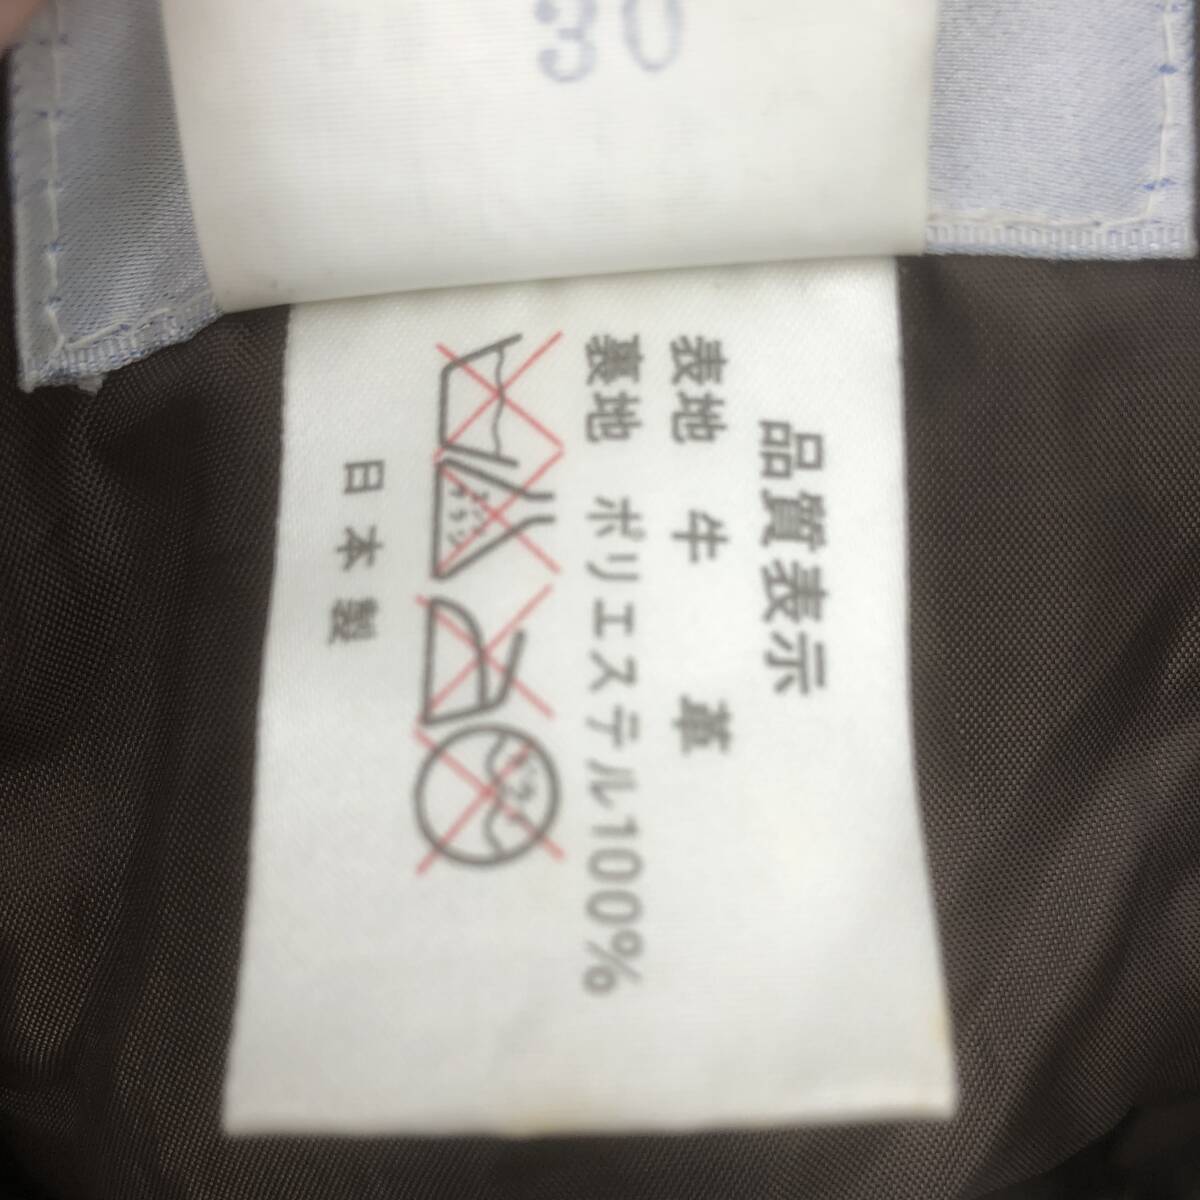 30
品質表示
表地 牛 革
裏地 ポリエステル100%
日本製